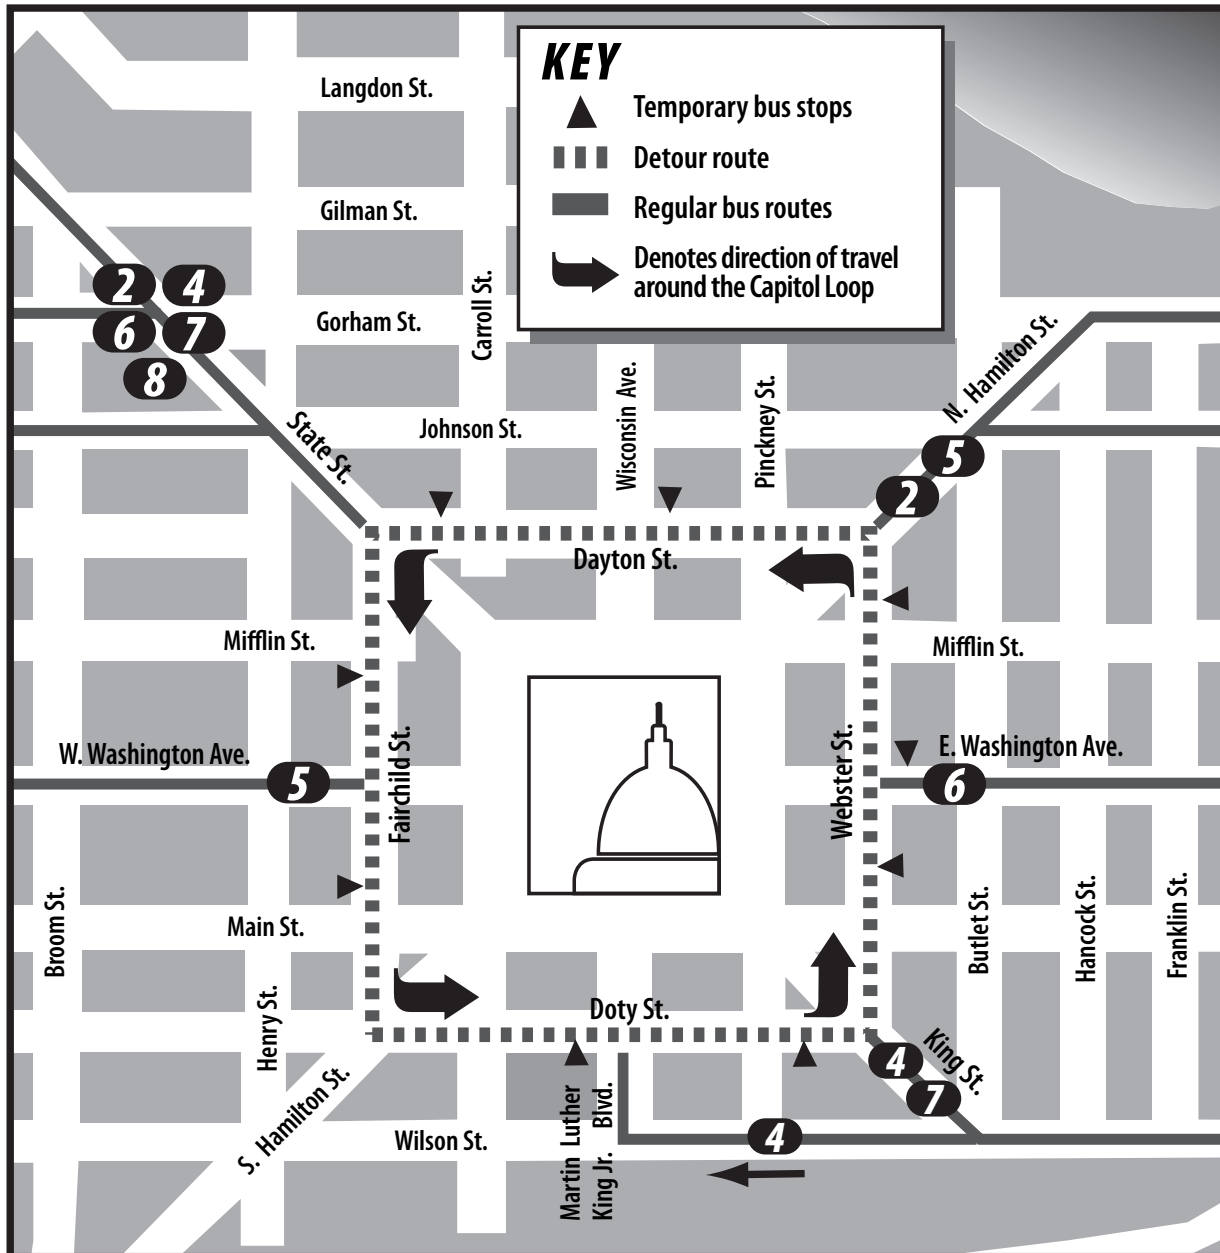 KEY
Temporary bus stops
Detour route
Regular bus routes
Denotes direction of travel
around the Capitol Loop
Langdon St.
Gilman St.
Carroll St.
Gorham St.
2
4
6
7
8
State St.
Johnson St.
Wisconsin Ave.
Pinckney St.
N. Hamilton St.
5
2
Dayton St.
Mifflin St.
Mifflin St.
W. Washington Ave.
5
Fairchild St.
Webster St.
E. Washington Ave.
6
Broom St.
Main St.
Butlet St.
Hancock St.
Franklin St.
Henry St.
Doty St.
King St.
4
7
S. Hamilton St.
Wilson St.
Martin Luther
King Jr. Blvd.
4